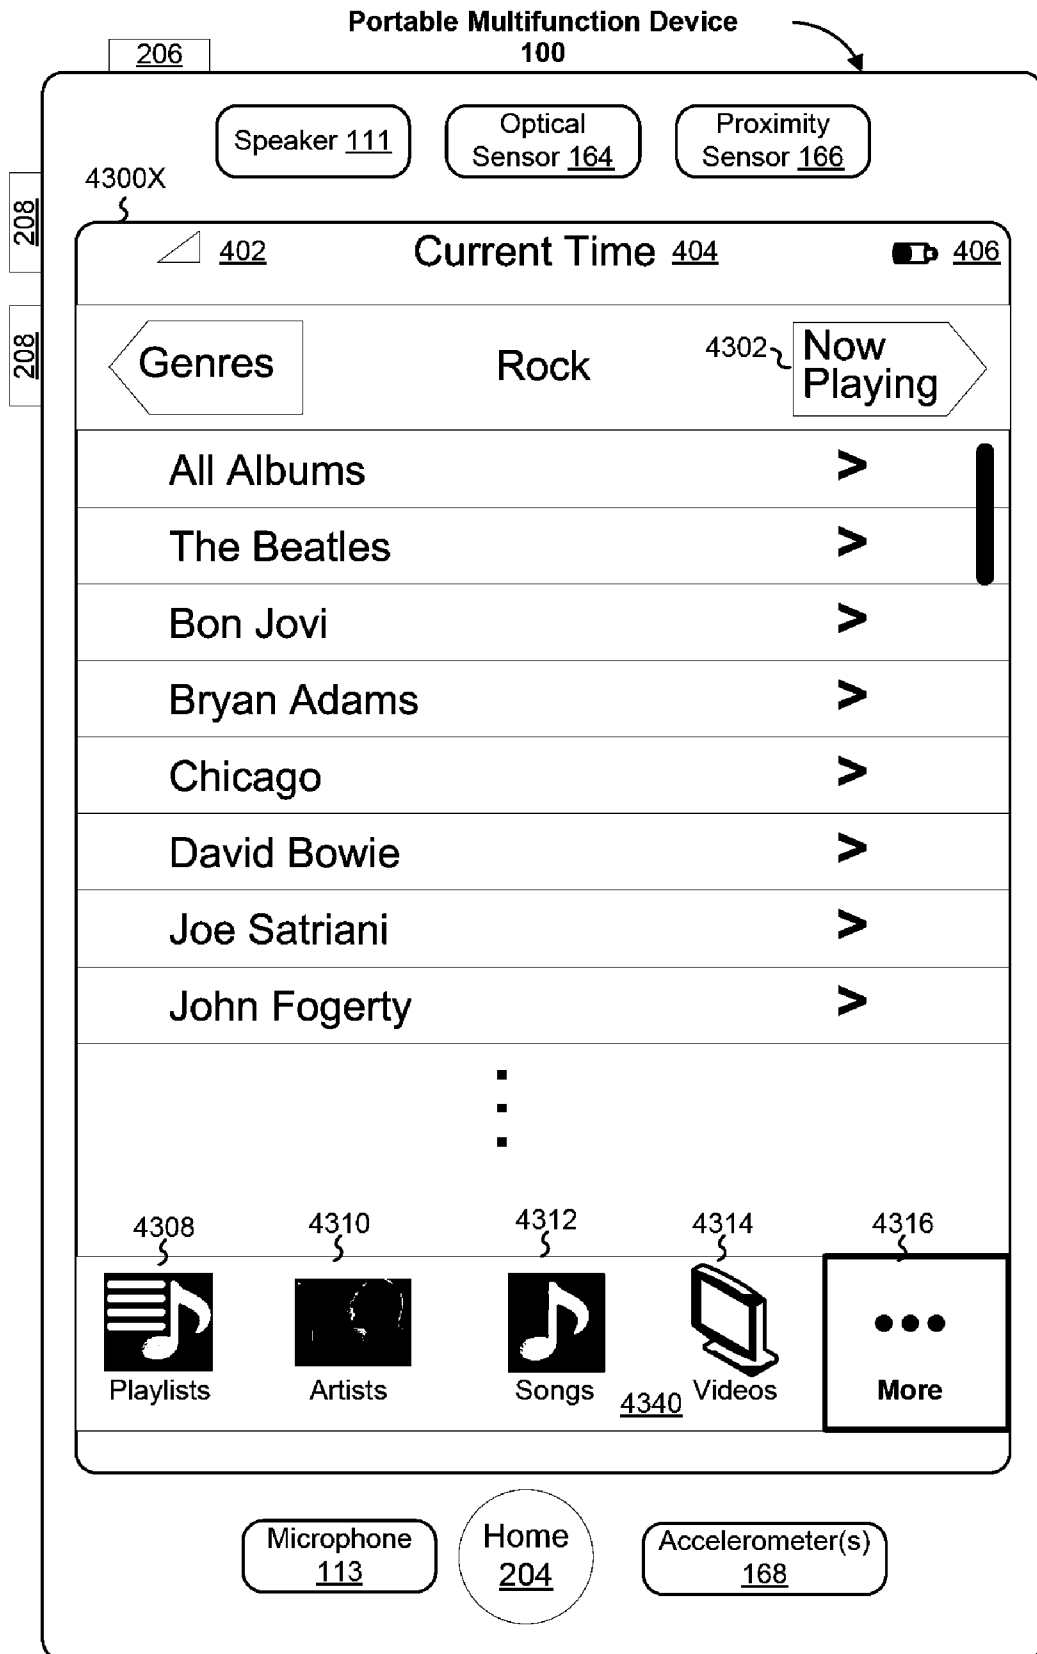 Portable Multifunction Device
100
206
Speaker 111
Optical
Sensor 164
Proximity
Sensor 166
4300X
208
208
402
Current Time 404
406
Genres
Rock
4302
Now
Playing
All Albums >
The Beatles >
Bon Jovi >
Bryan Adams >
Chicago >
David Bowie >
Joe Satriani >
John Fogerty >
4308
4310
4312
4314
4316
Playlists
Artists
Songs
4340
Videos
More
Microphone
113
Home
204
Accelerometer(s)
168